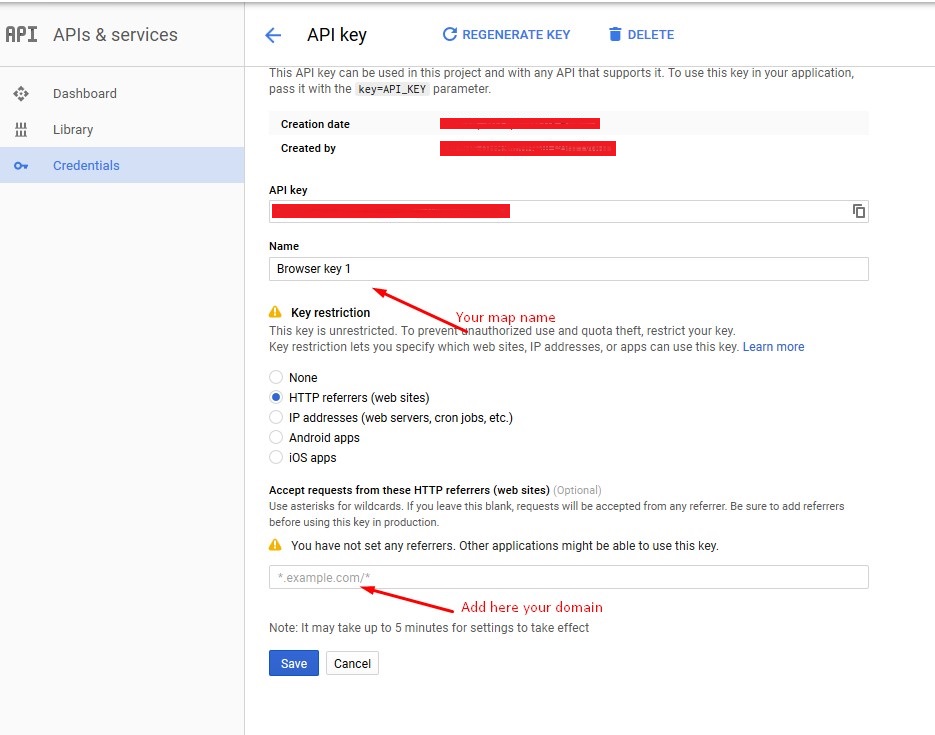 API APIs & services
API key
REGENERATE KEY
DELETE
Dashboard
Library
Credentials
This API key can be used in this project and with any API that supports it. To use this key in your application,
pass it with the key=API_KEY parameter.
Creation date
Created by
API key
Name
Browser key 1
Your map name
Key restriction
This key is unrestricted. To prevent unauthorized use and quota theft, restrict your key.
Key restriction lets you specify which web sites, IP addresses, or apps can use this key. Learn more
None
HTTP referrers (web sites)
IP addresses (web servers, cron jobs, etc.)
Android apps
iOS apps
Accept requests from these HTTP referrers (web sites) (Optional)
Use asterisks for wildcards. If you leave this blank, requests will be accepted from any referrer. Be sure to add referrers
before using this key in production.
You have not set any referrers. Other applications might be able to use this key.
*.example.com/*
Add here your domain
Note: It may take up to 5 minutes for settings to take effect
Save
Cancel